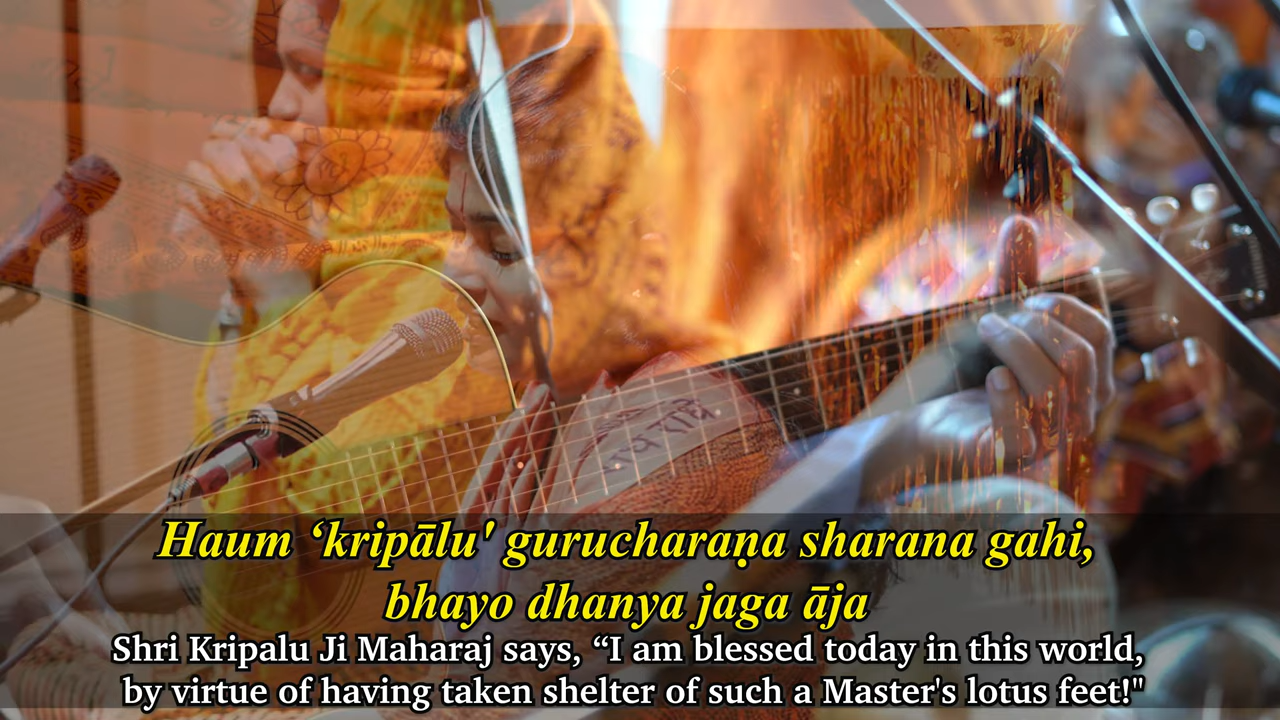 Haum ‘kripālu' gurucharaṇa sharana gahi,
bhayo dhanya jaga āja
Shri Kripalu Ji Maharaj says, “I am blessed today in this world,
by virtue of having taken shelter of such a Master's lotus feet!"